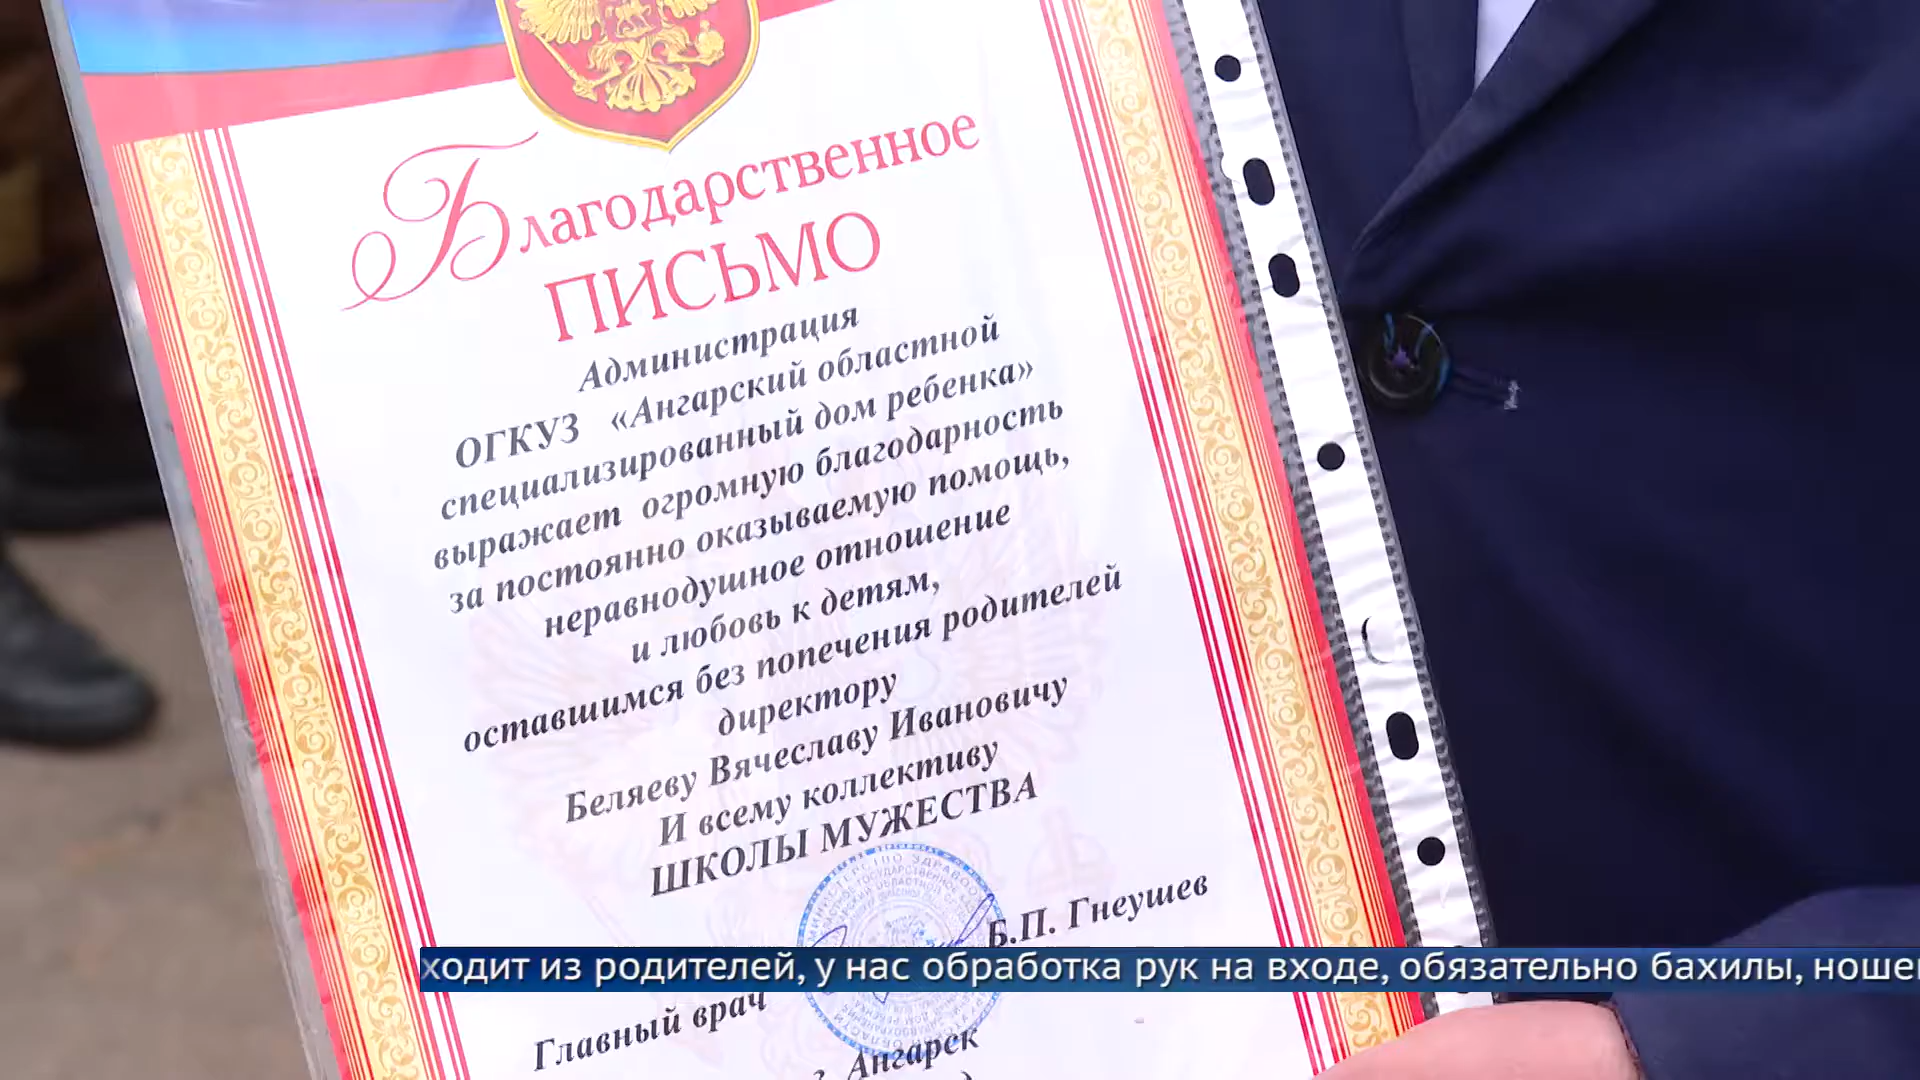 Благодарственное
ПИСЬМО
Администрация
ОГКУЗ «Ангарский областной
специализированный дом ребенка»
выражает огромную благодарность
за постоянно оказываемую помощь,
неравнодушное отношение
и любовь к детям,
оставшимся без попечения родителей
директору
Беляеву Вячеславу Ивановичу
И всему коллективу
ШКОЛЫ МУЖЕСТВА
Б.П. Гнеушев
ходит из родителей, у нас обработка рук на входе, обязательно бахилы, ноше
Главный врач
г. Ангарск